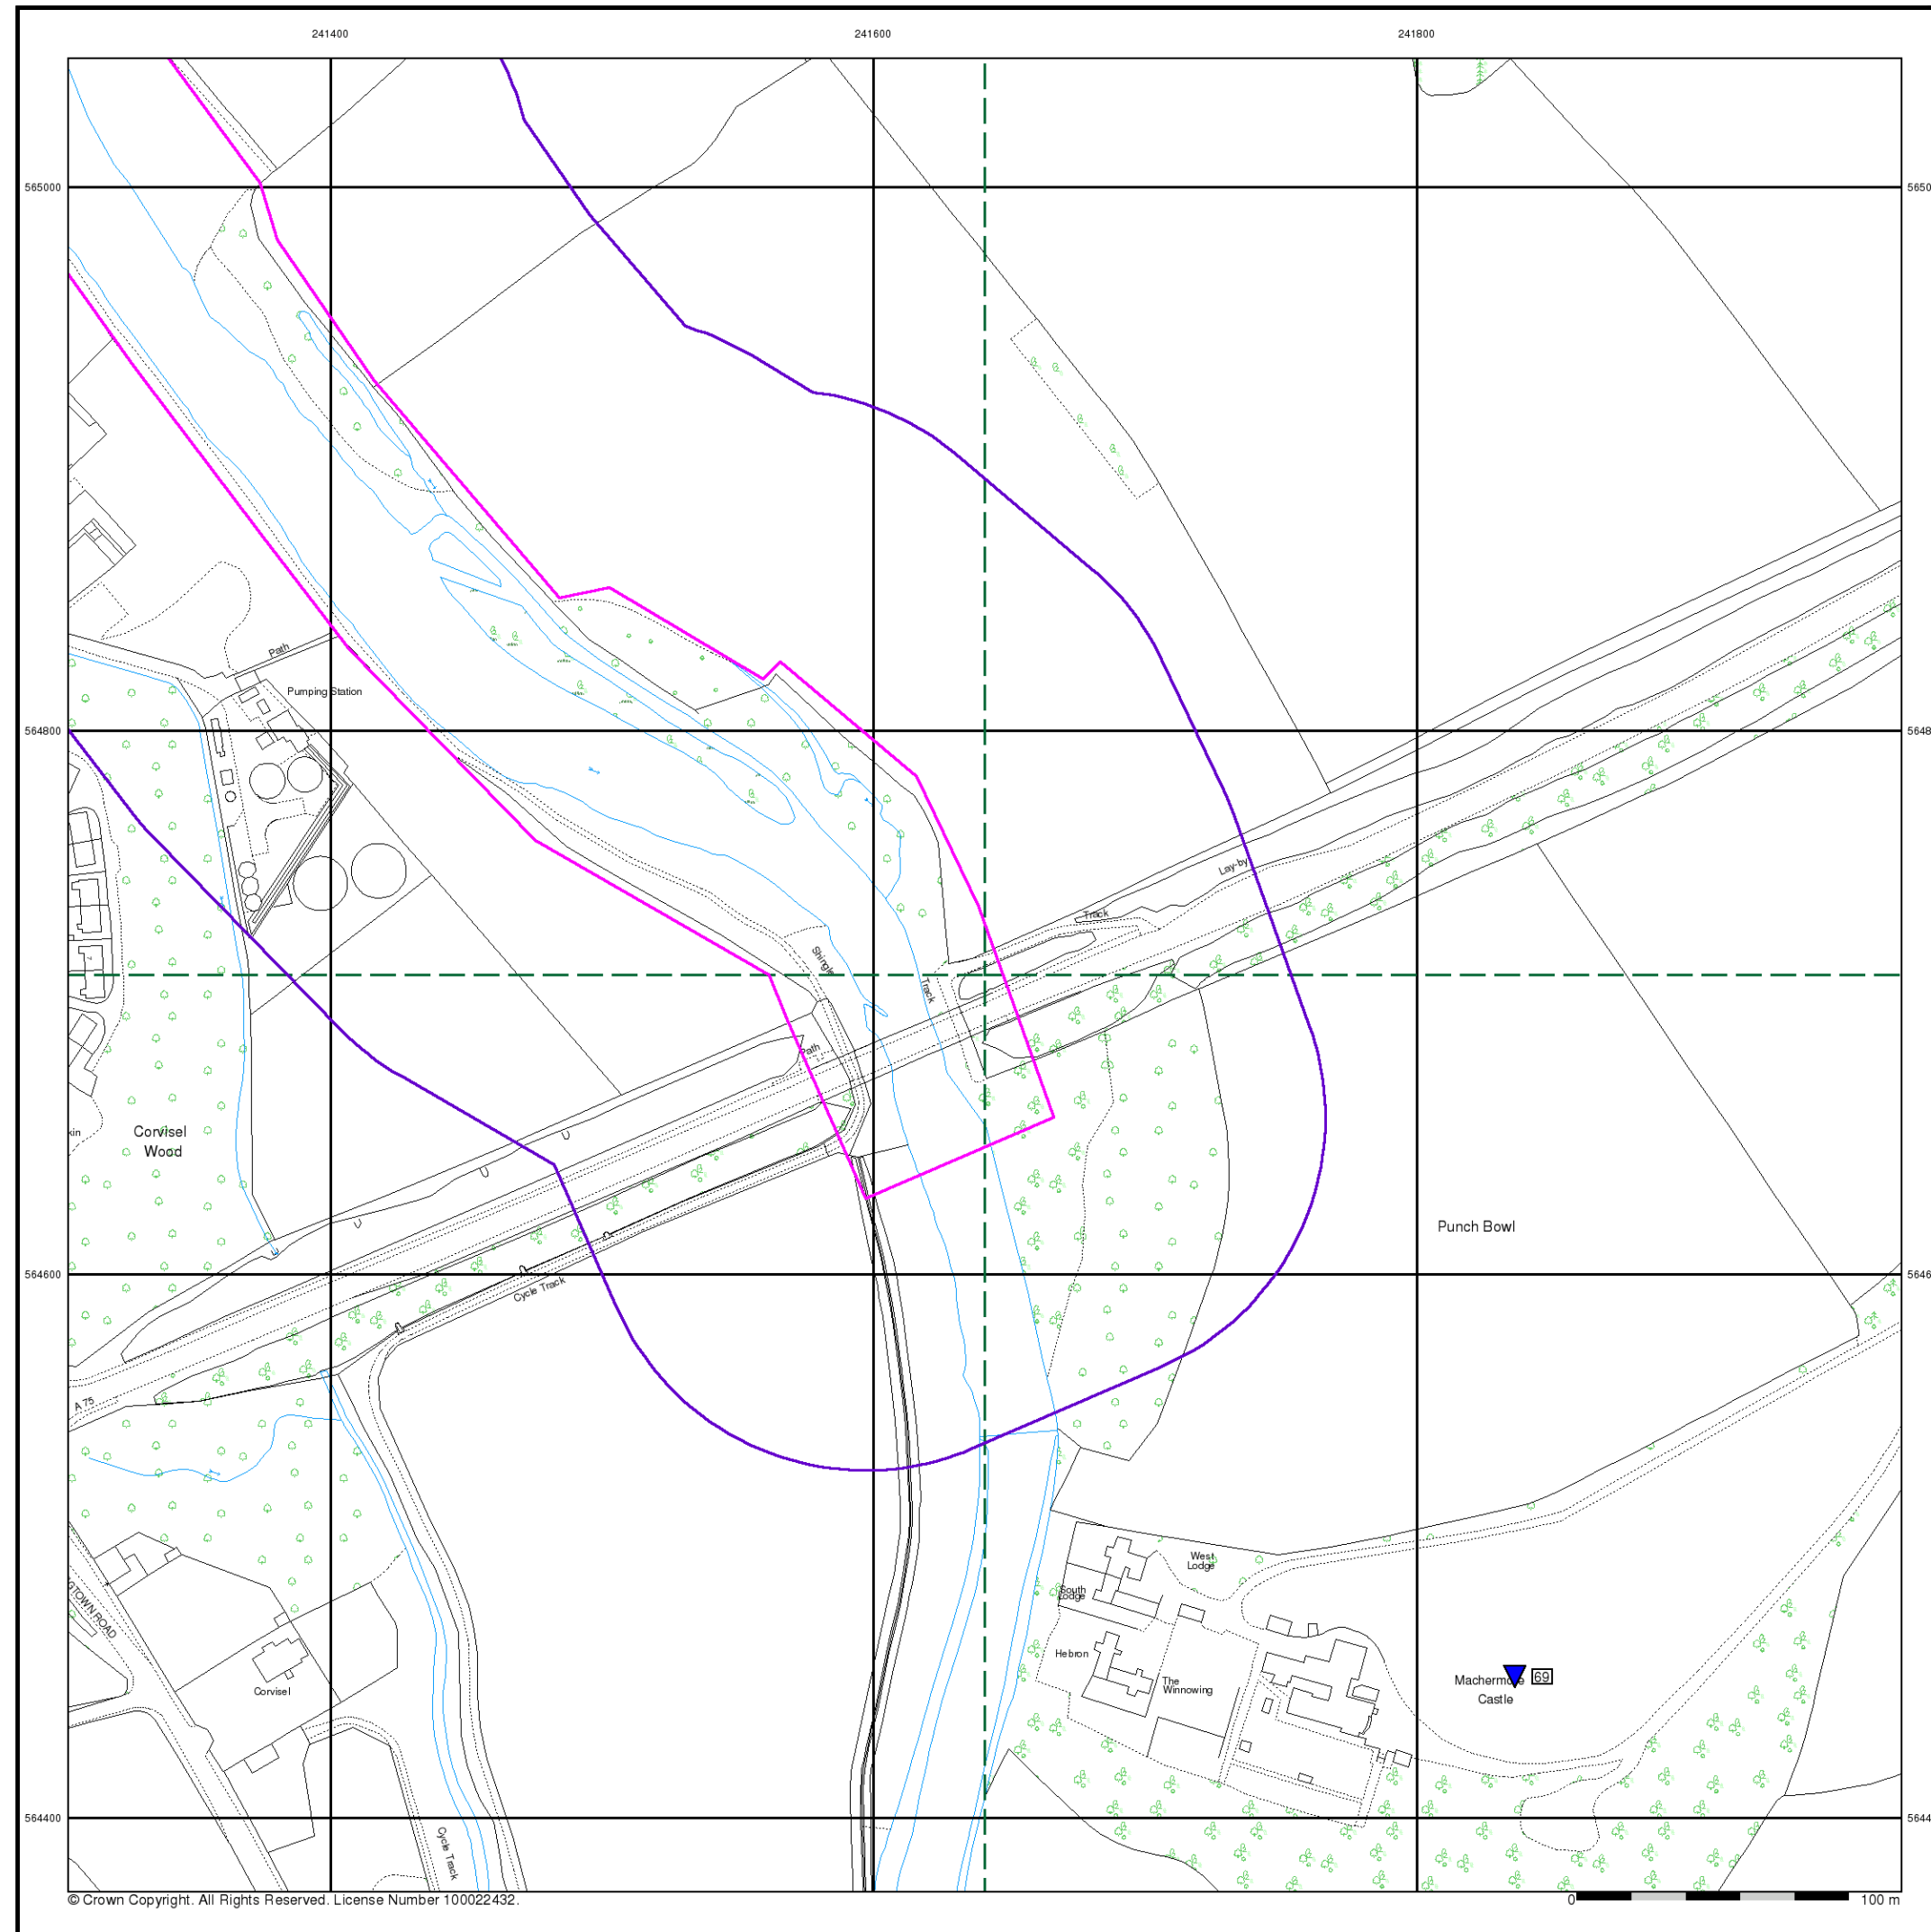 241400
241600
241800
565000
Path
Pumping Station
564800
Lay-by
Track
Shingle
Track
Path
Corvisel
Wood
Punch Bowl
564600
Cycle Track
A 75
West
Lodge
South
Lodge
Hebron
The
Winnowing
Corvisel
Machermore
Castle
69
564400
Cycle Track
© Crown Copyright. All Rights Reserved. License Number 100022432.
0
100 m